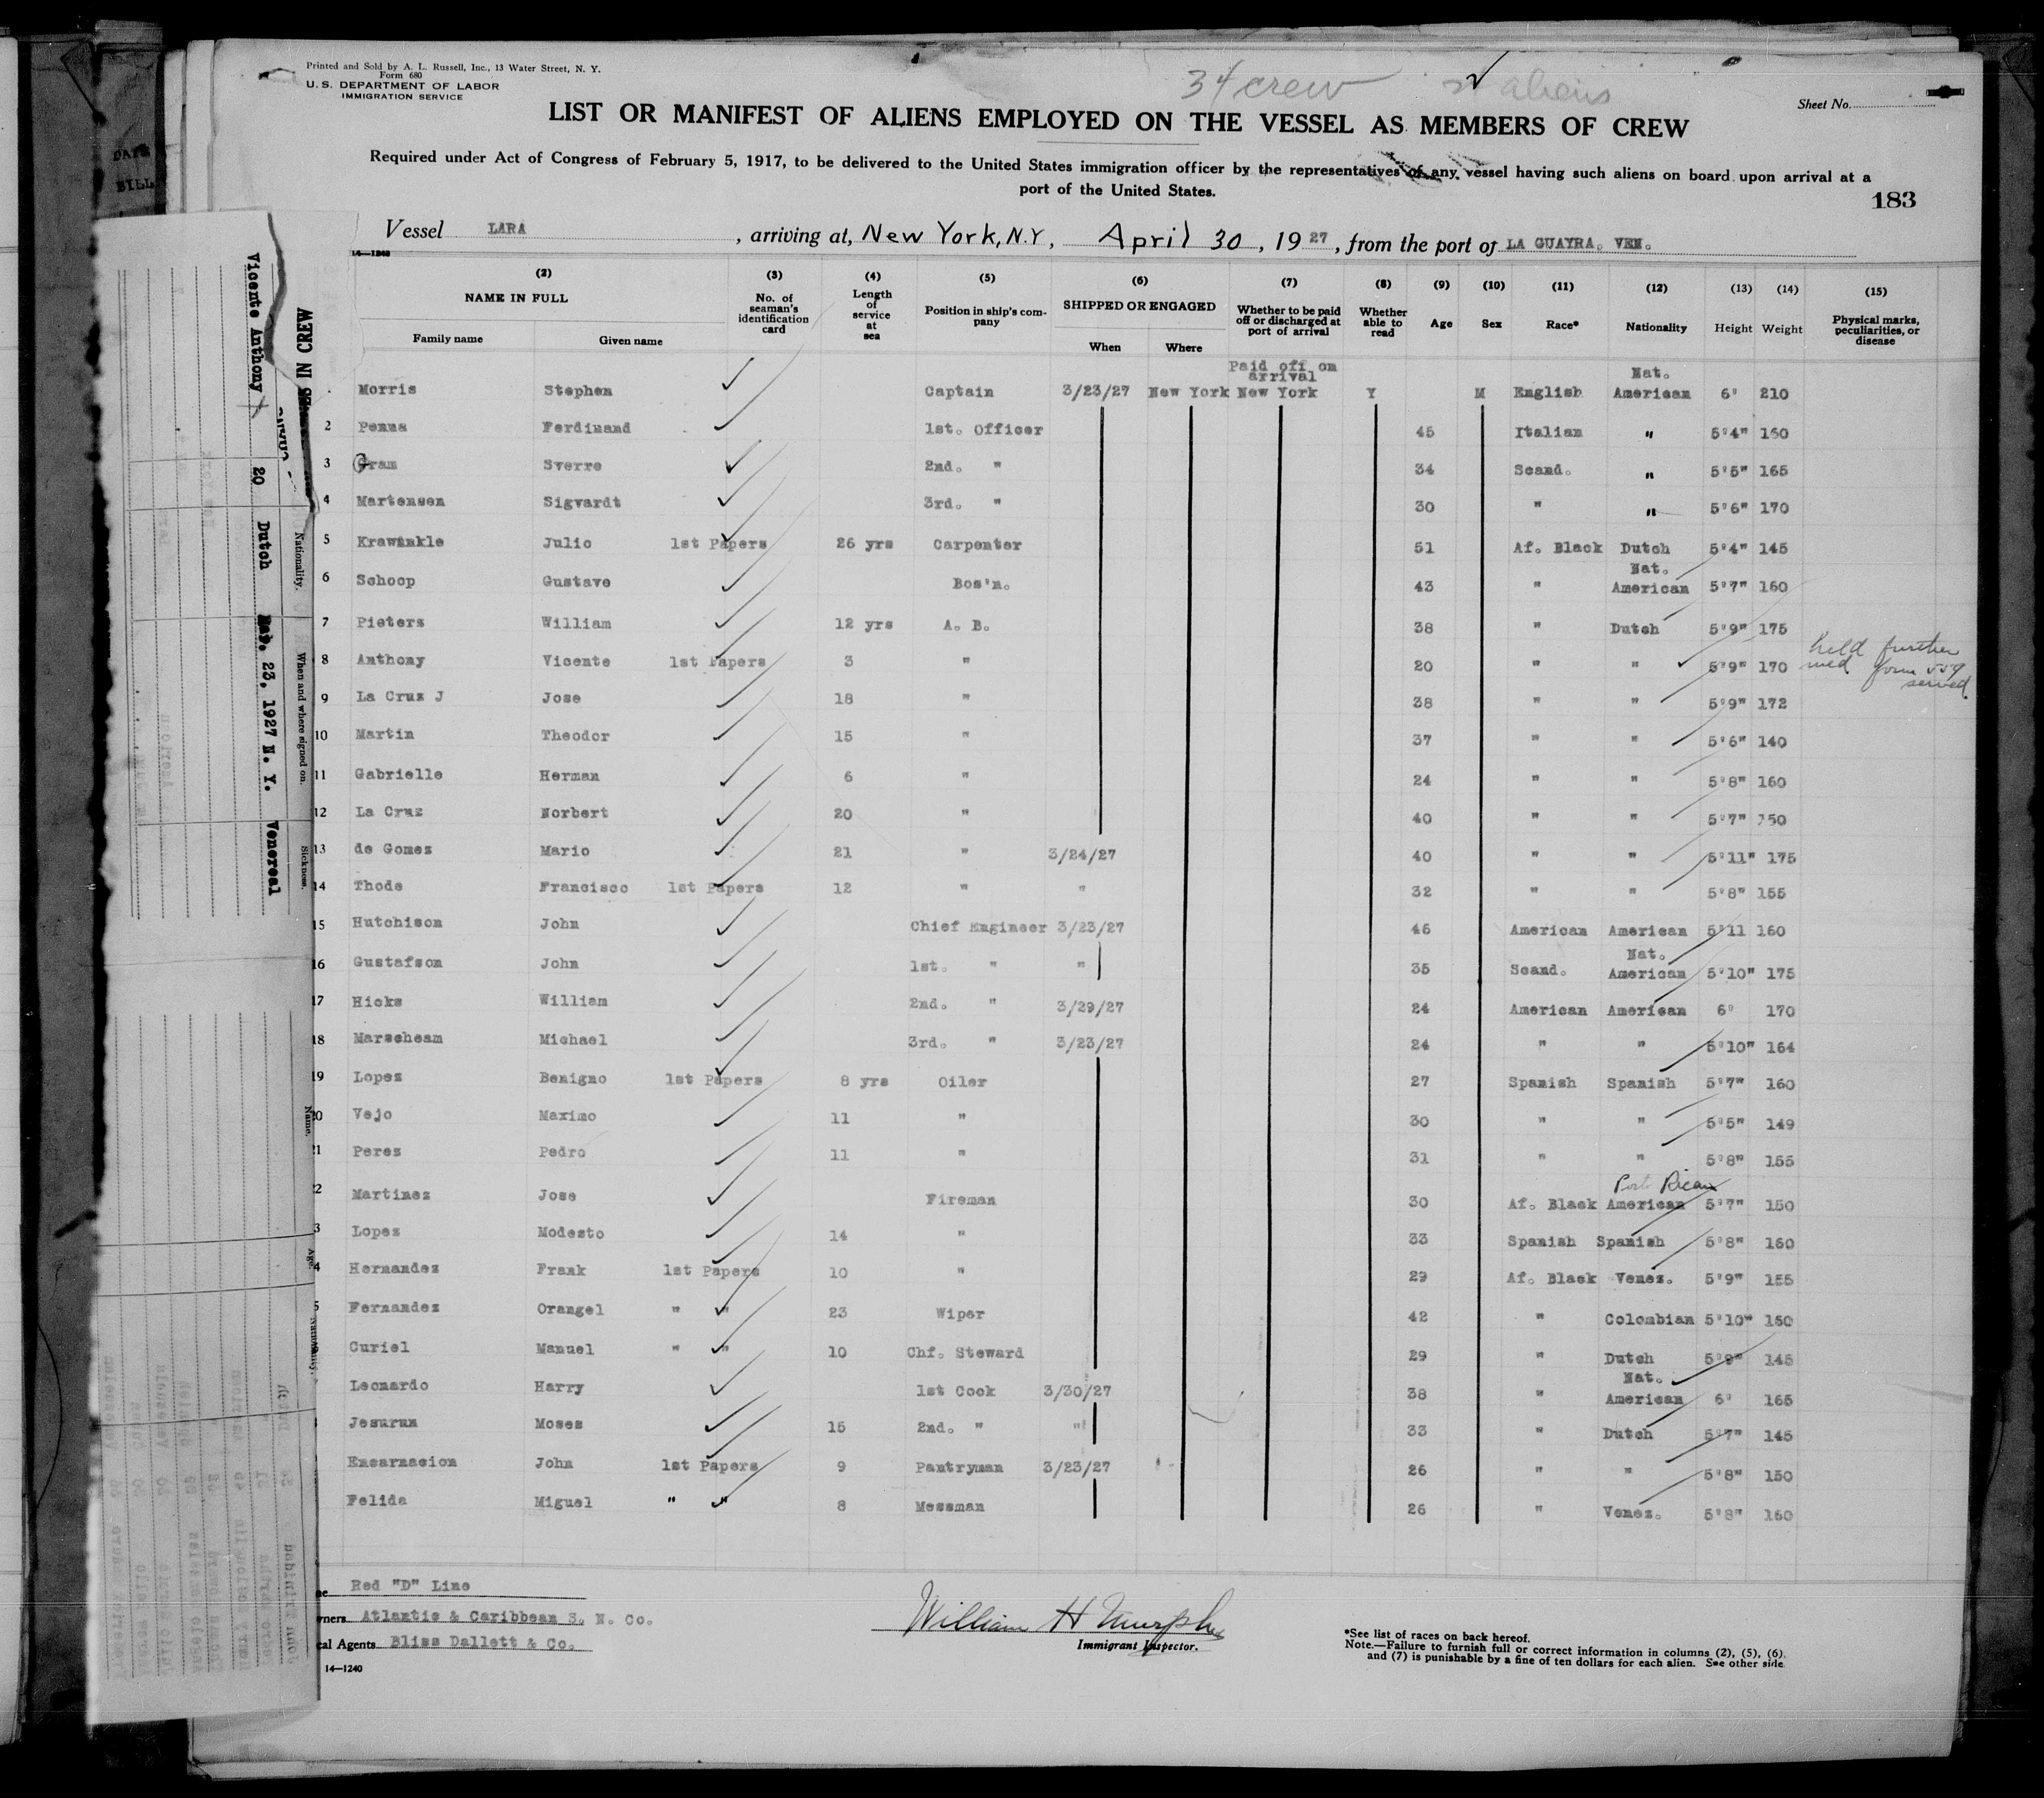 Printed and Sold by A. L. Russell, Inc., 13 Water Street, N. Y.
Form 680
U. S. DEPARTMENT OF LABOR
IMMIGRATION SERVICE
34 crew aliens
Sheet No.
LIST OR MANIFEST OF ALIENS EMPLOYED ON THE VESSEL AS MEMBERS OF CREW
Required under Act of Congress of February 5, 1917, to be delivered to the United States immigration officer by the representatives of any vessel having such aliens on board upon arrival at a
port of the United States.
183
Vessel LARA, arriving at, New York, N.Y., April 30, 1927, from the port of LA GUAYRA. VEN.
14—1240
(2) (3) (4) (5) (6) (7) (8) (9) (10) (11) (12) (13) (14) (15)
NAME IN FULL No. of seaman's identification card Length of service at sea Position in ship's company SHIPPED OR ENGAGED Whether to be paid off or discharged at port of arrival Whether able to read Age Sex Race* Nationality Height Weight Physical marks, peculiarities, or disease
Family name Given name When Where
Paid off on arrival Nat.
Morris Stephen Captain 3/23/27 New York New York Y M English American 6' 210
2 Penna Ferdinand 1st. Officer 45 Italian " 5'4" 160
3 Gram Sverre 2nd. " 34 Scand. " 5'5" 165
4 Martensen Sigvardt 3rd. " 30 " " 5'6" 170
5 Krawinkle Julio 1st Papers 26 yrs Carpenter 51 Af. Black Dutch 5'4" 145
6 Schoop Gustave Bos'n. 43 " Nat. American 5'7" 160
7 Pieters William 12 yrs A. B. 38 " Dutch 5'9" 175
8 Anthony Vicente 1st Papers 3 " 20 " " 5'9" 170 held further med form 559 served
9 La Cruz J Jose 18 " 38 " " 5'9" 172
10 Martin Theodor 15 " 37 " " 5'6" 140
11 Gabrielle Herman 6 " 24 " " 5'8" 160
12 La Cruz Norbert 20 " 40 " " 5'7" 150
13 de Gomez Mario 21 " 3/24/27 40 " " 5'11" 175
14 Thode Francisco 1st Papers 12 " " 32 " " 5'8" 155
15 Hutchison John Chief Engineer 3/23/27 46 American American 5'11 160
16 Gustafson John 1st. " " 35 Scand. Nat. American 5'10" 175
17 Hicks William 2nd. " 3/29/27 24 American American 6' 170
18 Marscheam Michael 3rd. " 3/23/27 24 " " 5'10" 164
19 Lopez Benigno 1st Papers 8 yrs Oiler 27 Spanish Spanish 5'7" 160
20 Vejo Maximo 11 " 30 " " 5'5" 149
21 Perez Pedro 11 " 31 " " 5'8" 155
2 Martinez Jose Fireman 30 Af. Black Port Rican American 5'7" 150
3 Lopez Modesto 14 " 33 Spanish Spanish 5'8" 160
4 Hernandez Frank 1st Papers 10 " 29 Af. Black Venez. 5'9" 155
5 Fernandez Orangel " " 23 Wiper 42 " Colombian 5'10" 160
Curiel Manuel " " 10 Chf. Steward 29 " Dutch 5'9" 145
Leonardo Harry 1st Cook 3/30/27 38 " Nat. American 6' 165
Jesurun Moses 15 2nd. " " 33 " Dutch 5'7" 145
Encarnacion John 1st Papers 9 Pantryman 3/23/27 26 " " 5'8" 150
Felida Miguel " " 8 Messman 26 " Venez. 5'8" 160
Red "D" Line
Owners Atlantic & Caribbean S. N. Co.
Local Agents Bliss Dallett & Co.
14—1240
William H Murphy
Immigrant Inspector.
*See list of races on back hereof.
Note.—Failure to furnish full or correct information in columns (2), (5), (6),
and (7) is punishable by a fine of ten dollars for each alien. See other side.
IN CREW
Name. Age. Nationality. When and where signed on. Sickness.
Vicente Anthony 20 Dutch 23, 1927 N. Y. Venereal